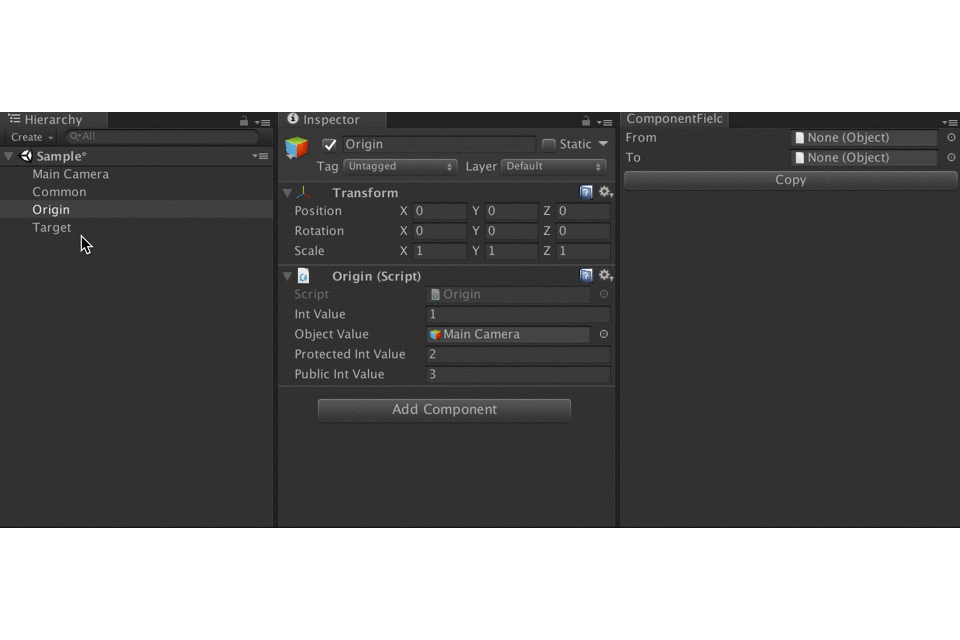 Hierarchy
Create
All
Sample*
Main Camera
Common
Origin
Target
Inspector
Origin
Static
Tag Untagged Layer Default
Transform
Position X 0 Y 0 Z 0
Rotation X 0 Y 0 Z 0
Scale X 1 Y 1 Z 1
Origin (Script)
Script Origin
Int Value 1
Object Value Main Camera
Protected Int Value 2
Public Int Value 3
Add Component
ComponentField
From None (Object)
To None (Object)
Copy